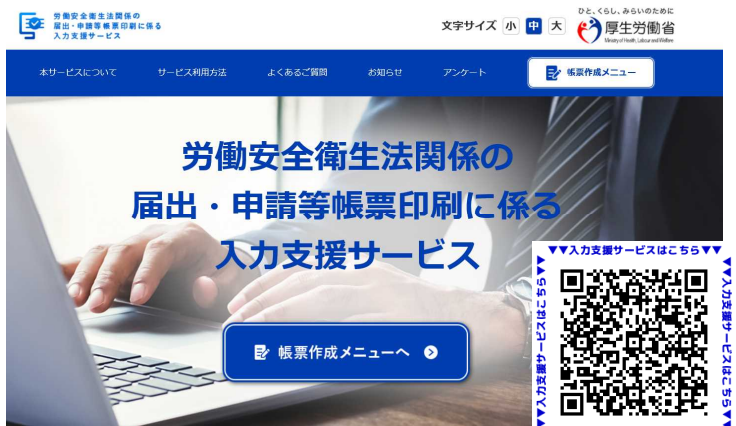 労働安全衛生法関係の
届出・申請等帳票印刷に係る
入力支援サービス
文字サイズ 小 中 大
ひと、くらし、みらいのために
厚生労働省
Ministry of Health, Labour and Welfare
本サービスについて サービス利用方法 よくあるご質問 お知らせ アンケート 帳票作成メニュー
労働安全衛生法関係の
届出・申請等帳票印刷に係る
入力支援サービス
帳票作成メニューへ
▼▼入力支援サービスはこちら▼▼
▼▼入力支援サービスはこちら▼▼
▼▼入力支援サービスはこちら▼▼